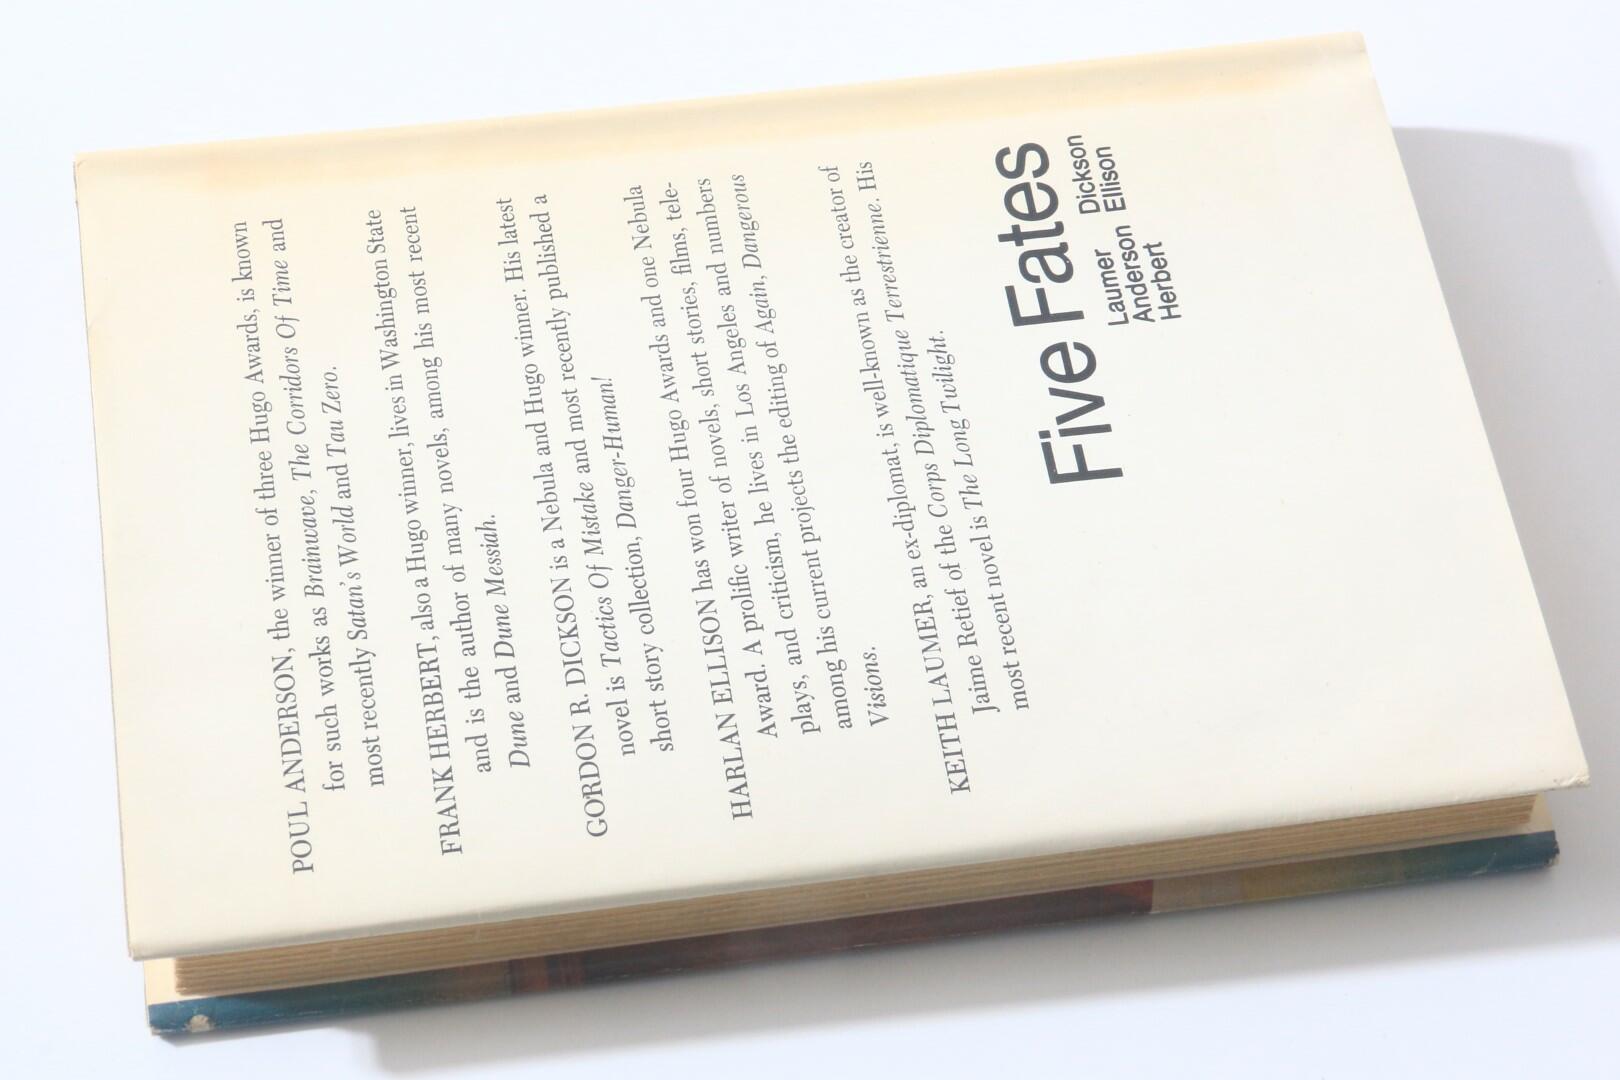 POUL ANDERSON, the winner of three Hugo Awards, is known
for such works as Brainwave, The Corridors Of Time and
most recently Satan's World and Tau Zero.
FRANK HERBERT, also a Hugo winner, lives in Washington State
and is the author of many novels, among his most recent
Dune and Dune Messiah.
GORDON R. DICKSON is a Nebula and Hugo winner. His latest
novel is Tactics Of Mistake and most recently published a
short story collection, Danger-Human!
HARLAN ELLISON has won four Hugo Awards and one Nebula
Award. A prolific writer of novels, short stories, films, tele-
plays, and criticism, he lives in Los Angeles and numbers
among his current projects the editing of Again, Dangerous
Visions.
KEITH LAUMER, an ex-diplomat, is well-known as the creator of
Jaime Retief of the Corps Diplomatique Terrestrienne. His
most recent novel is The Long Twilight.
Five Fates
Laumer Dickson
Anderson Ellison
Herbert